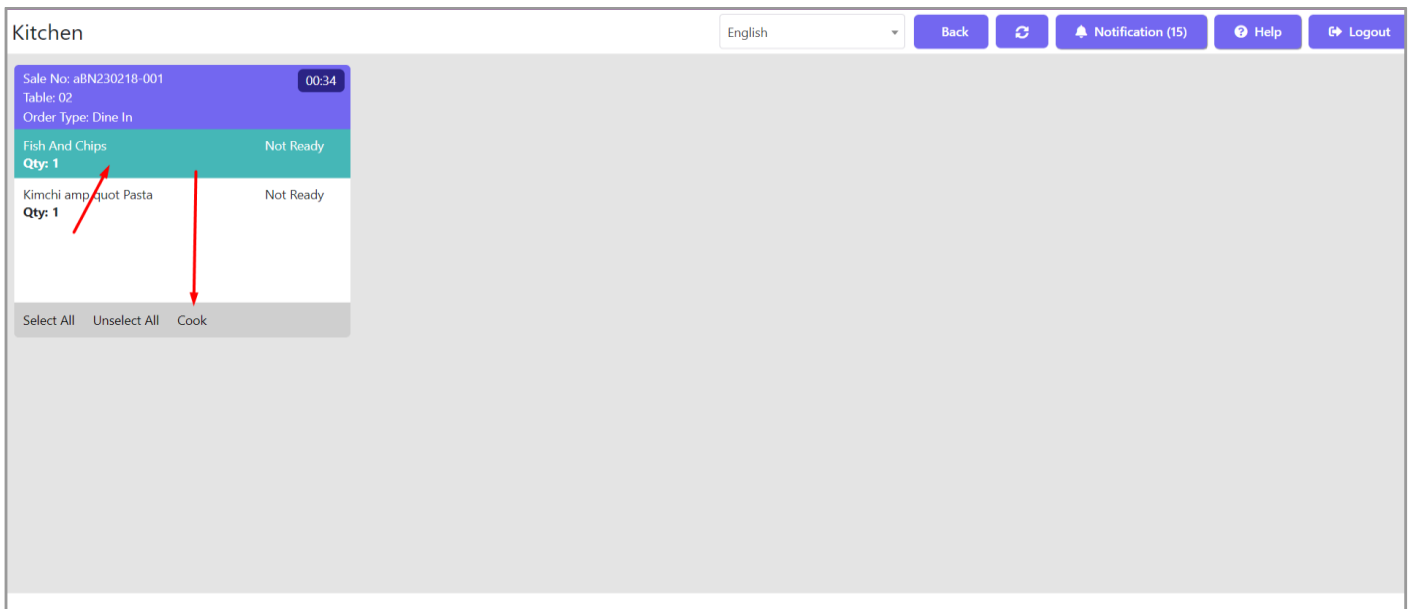 Kitchen
English
Back
Notification (15)
Help
Logout
Sale No: aBN230218-001
00:34
Table: 02
Order Type: Dine In
Fish And Chips
Not Ready
Qty: 1
Kimchi amp quot Pasta
Not Ready
Qty: 1
Select All
Unselect All
Cook